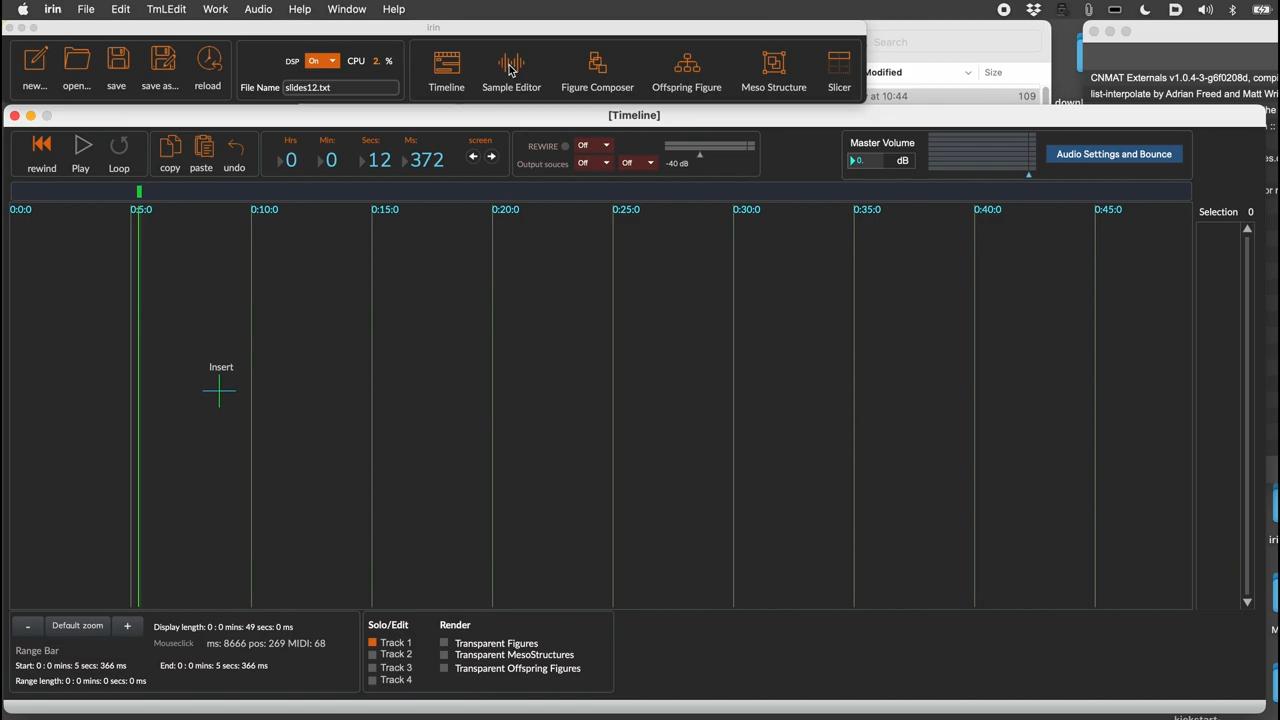 irin File Edit TmLEdit Work Audio Help Window Help
irin
Search
new... open... save save as... reload
DSP On CPU 2. %
File Name slides12.txt
Timeline Sample Editor Figure Composer Offspring Figure Meso Structure Slicer
Modified Size
at 10:44 109
CNMAT Externals v1.0.4-3-g6f0208d, compi
list-interpolate by Adrian Freed and Matt Wri
[Timeline]
rewind Play Loop
copy paste undo
Hrs Min: Secs: Ms: screen
0 0 12 372
REWIRE Off
Output souces Off Off -40 dB
Master Volume
0. dB
Audio Settings and Bounce
0:0:0 0:5:0 0:10:0 0:15:0 0:20:0 0:25:0 0:30:0 0:35:0 0:40:0 0:45:0
Selection 0
Insert
- Default zoom +
Display length: 0 : 0 mins: 49 secs: 0 ms
Mouseclick ms: 8666 pos: 269 MIDI: 68
Range Bar
Start: 0 : 0 mins: 5 secs: 366 ms End: 0 : 0 mins: 5 secs: 366 ms
Range length: 0 : 0 mins: 0 secs: 0 ms
Solo/Edit
Track 1
Track 2
Track 3
Track 4
Render
Transparent Figures
Transparent MesoStructures
Transparent Offspring Figures